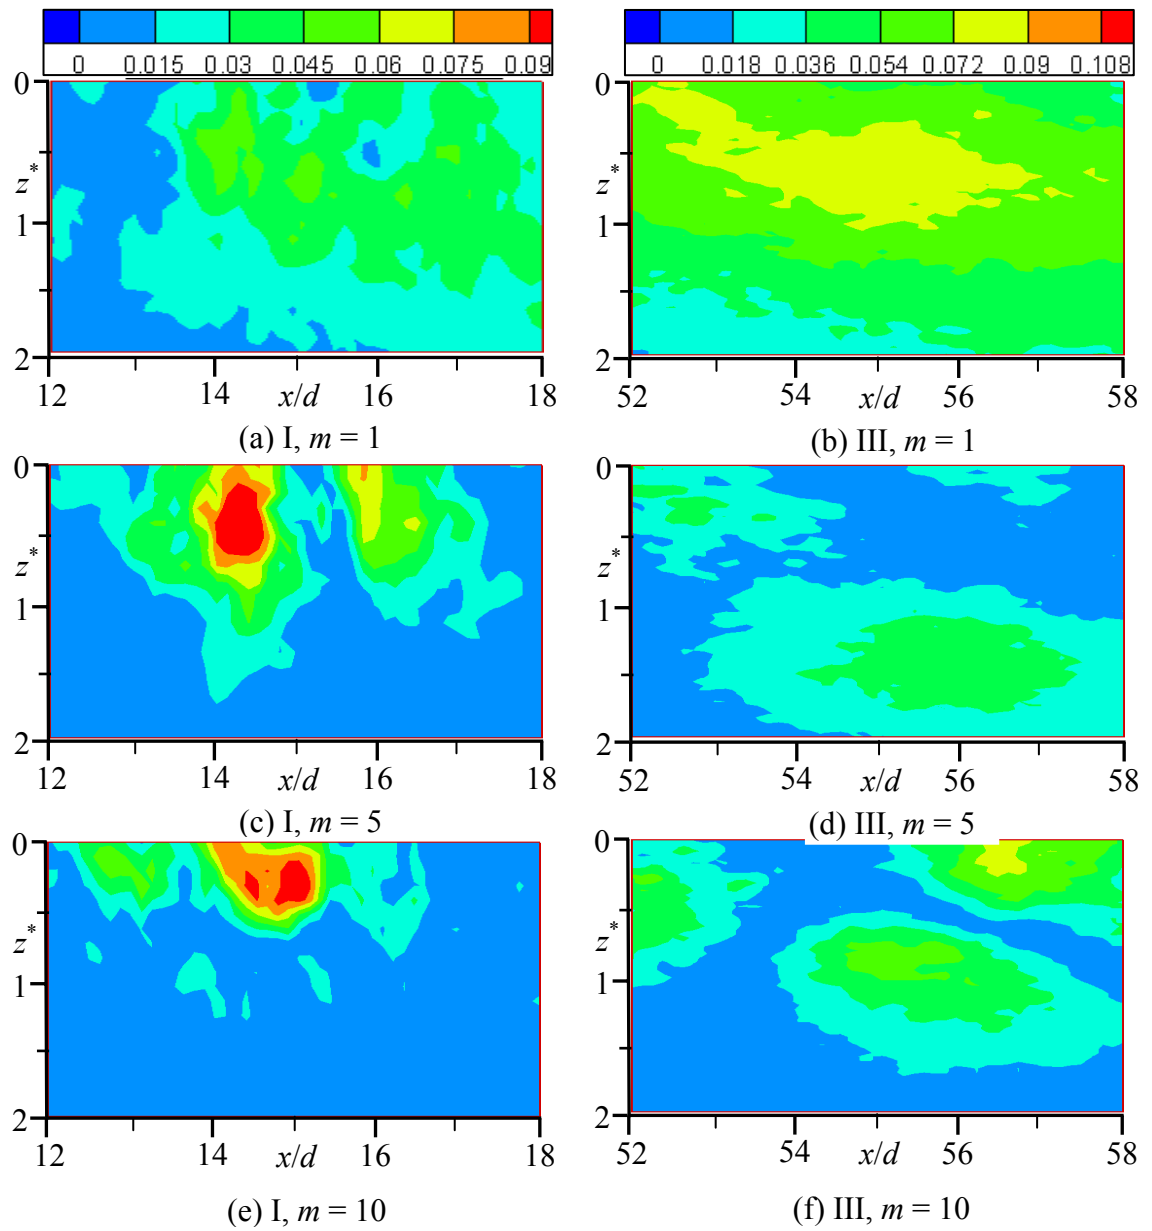 0 0.015 0.03 0.045 0.06 0.075 0.09
0 0.018 0.036 0.054 0.072 0.09 0.108
0
z*
1
2
12 14 x/d 16 18
(a) I, m = 1
0
z*
1
2
52 54 x/d 56 58
(b) III, m = 1
0
z*
1
2
12 14 x/d 16 18
(c) I, m = 5
0
z*
1
2
52 54 x/d 56 58
(d) III, m = 5
0
z*
1
2
12 14 x/d 16 18
(e) I, m = 10
0
z*
1
2
52 54 x/d 56 58
(f) III, m = 10